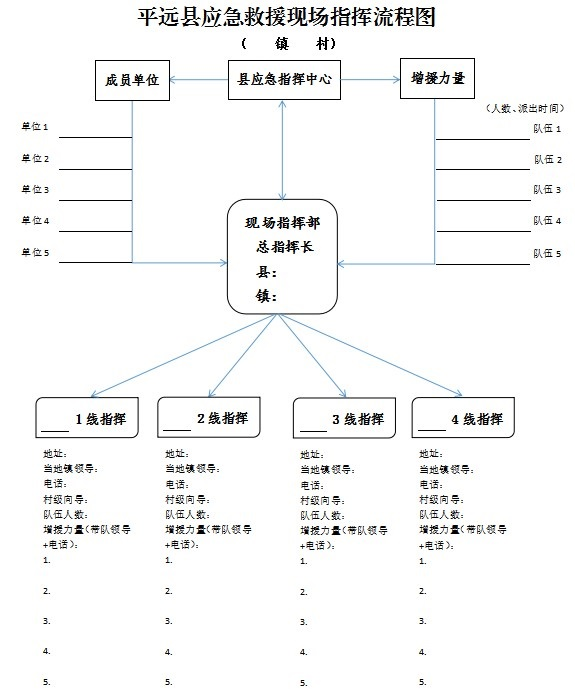 平远县应急救援现场指挥流程图
(    镇    村)
成员单位
县应急指挥中心
增援力量
(人数、派出时间)
单位1
队伍1
单位2
队伍2
单位3
队伍3
单位4
队伍4
单位5
队伍5
现场指挥部
总指挥长
县:
镇:
____ 1线指挥
地址:
当地镇领导:
电话:
村级向导:
队伍人数:
增援力量(带队领导
+电话):
1.
2.
3.
4.
5.
____ 2线指挥
地址:
当地镇领导:
电话:
村级向导:
队伍人数:
增援力量(带队领导
+电话):
1.
2.
3.
4.
5.
____ 3线指挥
地址:
当地镇领导:
电话:
村级向导:
队伍人数:
增援力量(带队领导
+电话):
1.
2.
3.
4.
5.
____ 4线指挥
地址:
当地镇领导:
电话:
村级向导:
队伍人数:
增援力量(带队领导
+电话):
1.
2.
3.
4.
5.